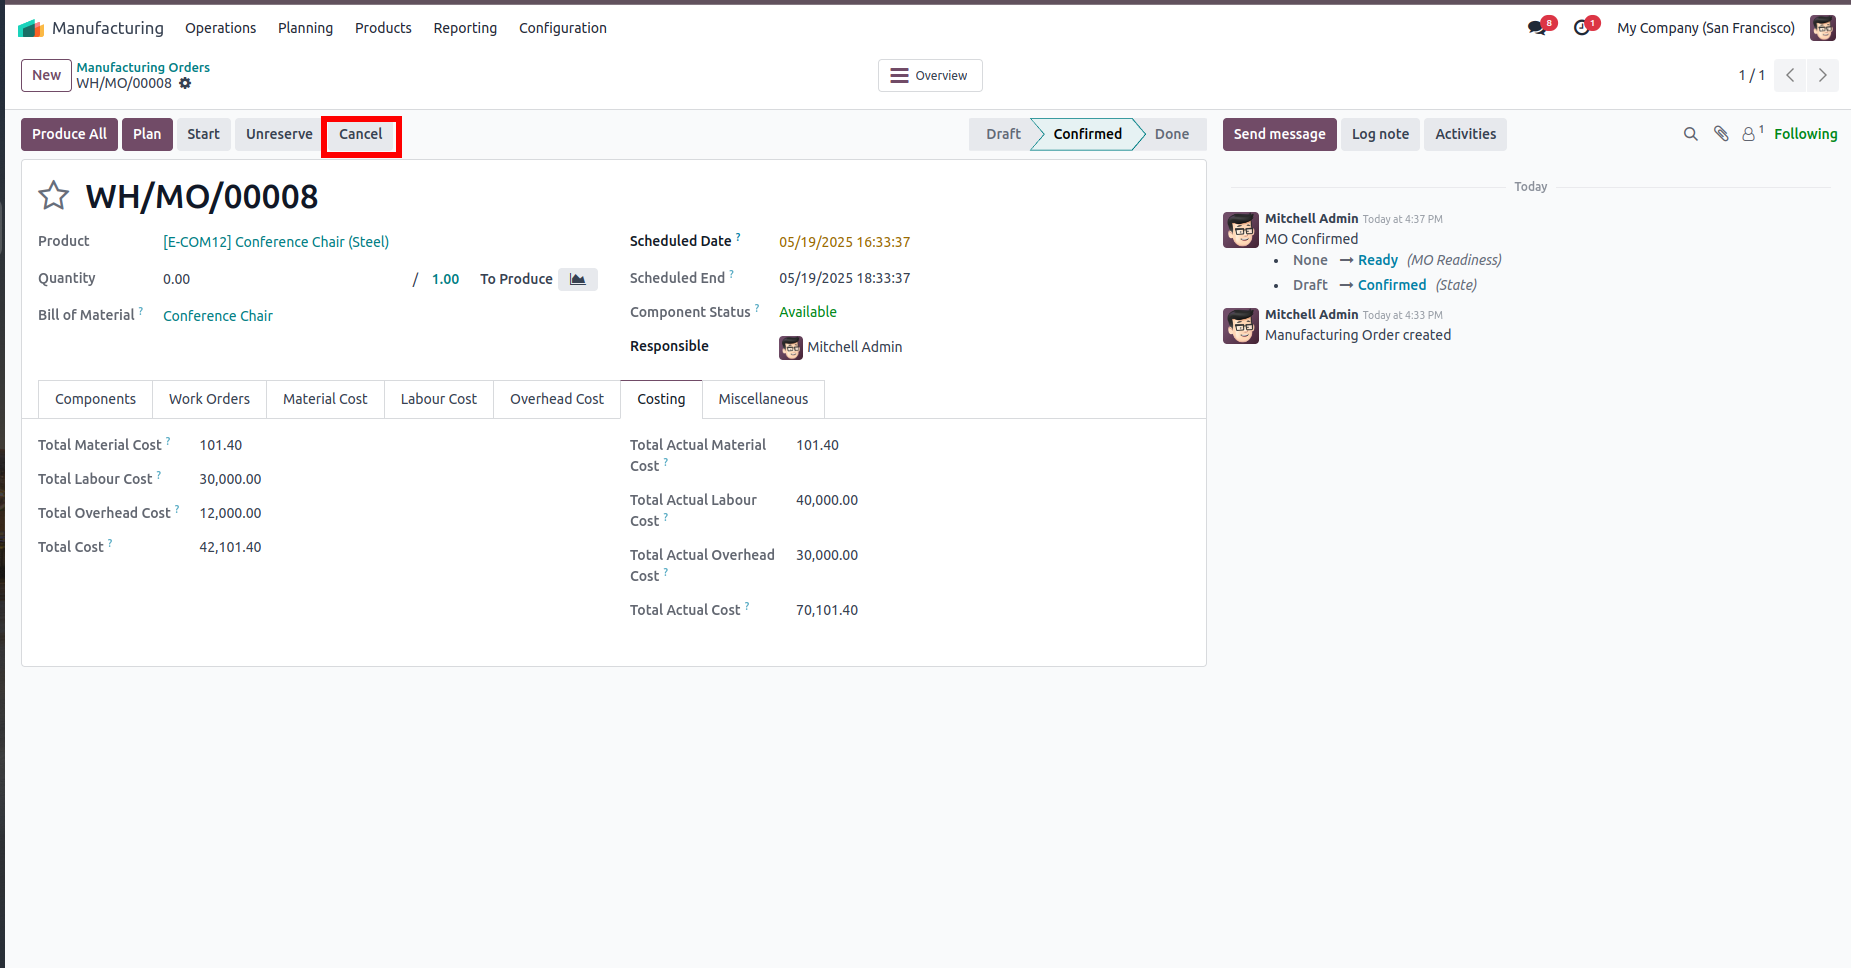 Manufacturing Operations Planning Products Reporting Configuration 8 1 My Company (San Francisco)
New Manufacturing Orders
WH/MO/00008
Overview
1 / 1
Produce All Plan Start Unreserve Cancel Draft Confirmed Done Send message Log note Activities 1 Following
WH/MO/00008
Product [E-COM12] Conference Chair (Steel)
Quantity 0.00 / 1.00 To Produce
Bill of Material ? Conference Chair
Scheduled Date ? 05/19/2025 16:33:37
Scheduled End ? 05/19/2025 18:33:37
Component Status ? Available
Responsible Mitchell Admin
Components Work Orders Material Cost Labour Cost Overhead Cost Costing Miscellaneous
Total Material Cost ? 101.40
Total Labour Cost ? 30,000.00
Total Overhead Cost ? 12,000.00
Total Cost ? 42,101.40
Total Actual Material
Cost ? 101.40
Total Actual Labour
Cost ? 40,000.00
Total Actual Overhead
Cost ? 30,000.00
Total Actual Cost ? 70,101.40
Today
Mitchell Admin Today at 4:37 PM
MO Confirmed
• None → Ready (MO Readiness)
• Draft → Confirmed (State)
Mitchell Admin Today at 4:33 PM
Manufacturing Order created